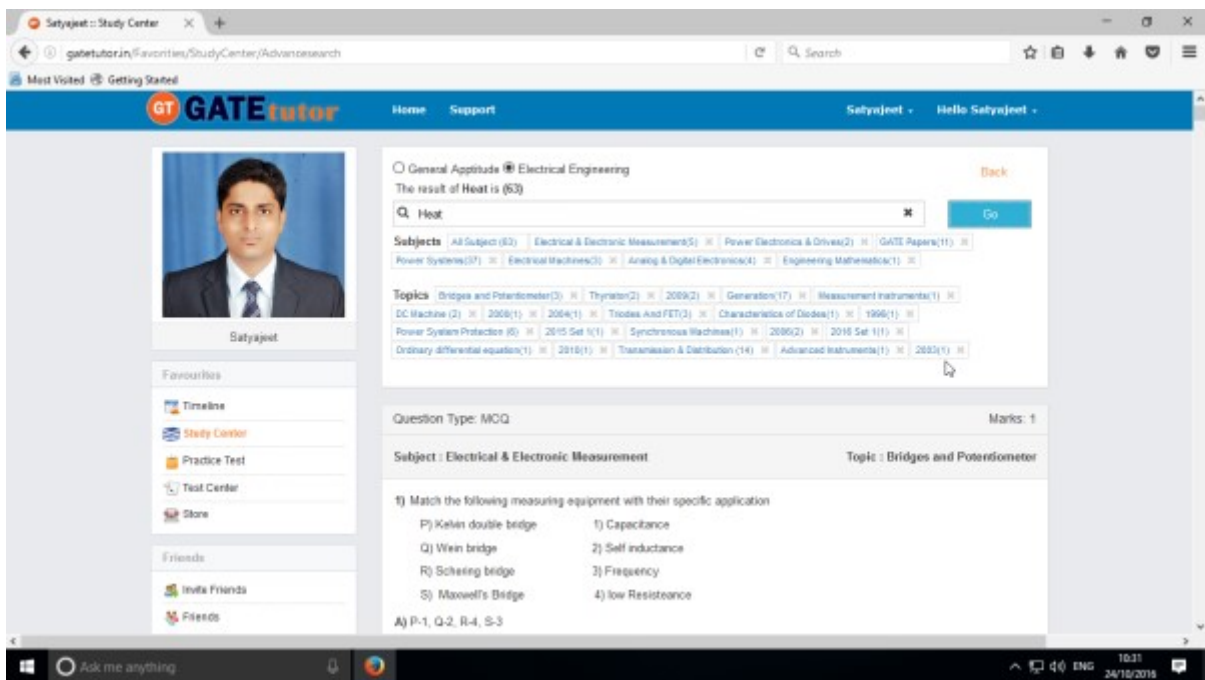 Satyajeet :: Study Center
gatetutor.in/Favorities/StudyCenter/Advancesearch
Search
Most Visited Getting Started
GT GATEtutor Home Support Satyajeet Hello Satyajeet
General Apptitude Electrical Engineering Back
The result of Heat is (63)
Heat Go
Subjects All Subject (63) Electrical & Electronic Measurement(5) Power Electronics & Drives(2) GATE Papers(11)
Power Systems(37) Electrical Machines(3) Analog & Digital Electronics(4) Engineering Mathematics(1)
Topics Bridges and Potentiometer(3) Thyristor(2) 2009(2) Generation(17) Measurement Instruments(1)
DC Machine (2) 2008(1) 2004(1) Triodes And FET(3) Characteristics of Diodes(1) 1996(1)
Power System Protection (6) 2015 Set 1(1) Synchronous Machines(1) 2006(2) 2016 Set 1(1)
Ordinary differential equation(1) 2010(1) Transmission & Distribution (14) Advanced Instruments(1) 2003(1)
Satyajeet
Favourites
Timeline
Study Center
Practice Test
Test Center
Store
Friends
Invite Friends
Friends
Question Type: MCQ Marks: 1
Subject : Electrical & Electronic Measurement Topic : Bridges and Potentiometer
1) Match the following measuring equipment with their specific application
P) Kelvin double bridge 1) Capacitance
Q) Wein bridge 2) Self inductance
R) Schering bridge 3) Frequency
S) Maxwell's Bridge 4) low Resisteance
A) P-1, Q-2, R-4, S-3
Ask me anything
ENG 10:31
24/10/2016